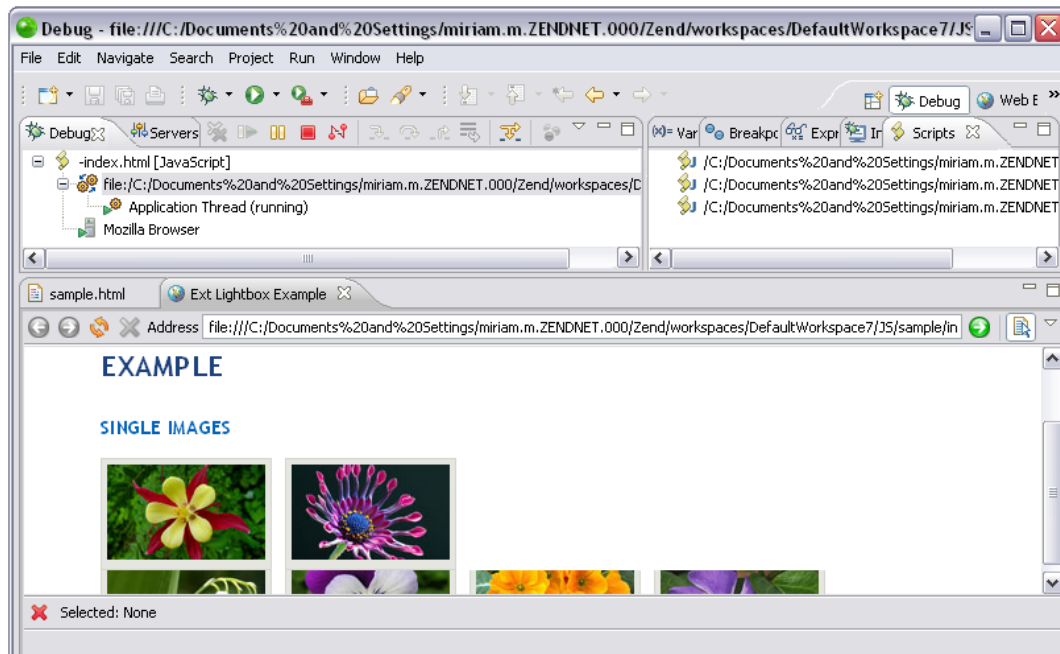 Debug - file:///C:/Documents%20and%20Settings/miriam.m.ZENDNET.000/Zend/workspaces/DefaultWorkspace7/JS
File Edit Navigate Search Project Run Window Help
Debug Web E »
Debug Servers
(x)= Var Breakpc Expr Ir Scripts
-index.html [JavaScript]
file:/C:/Documents%20and%20Settings/miriam.m.ZENDNET.000/Zend/workspaces/D
Application Thread (running)
Mozilla Browser
/C:/Documents%20and%20Settings/miriam.m.ZENDNET
/C:/Documents%20and%20Settings/miriam.m.ZENDNET
/C:/Documents%20and%20Settings/miriam.m.ZENDNET
sample.html Ext Lightbox Example
Address file:///C:/Documents%20and%20Settings/miriam.m.ZENDNET.000/Zend/workspaces/DefaultWorkspace7/JS/sample/in
EXAMPLE
SINGLE IMAGES
Selected: None